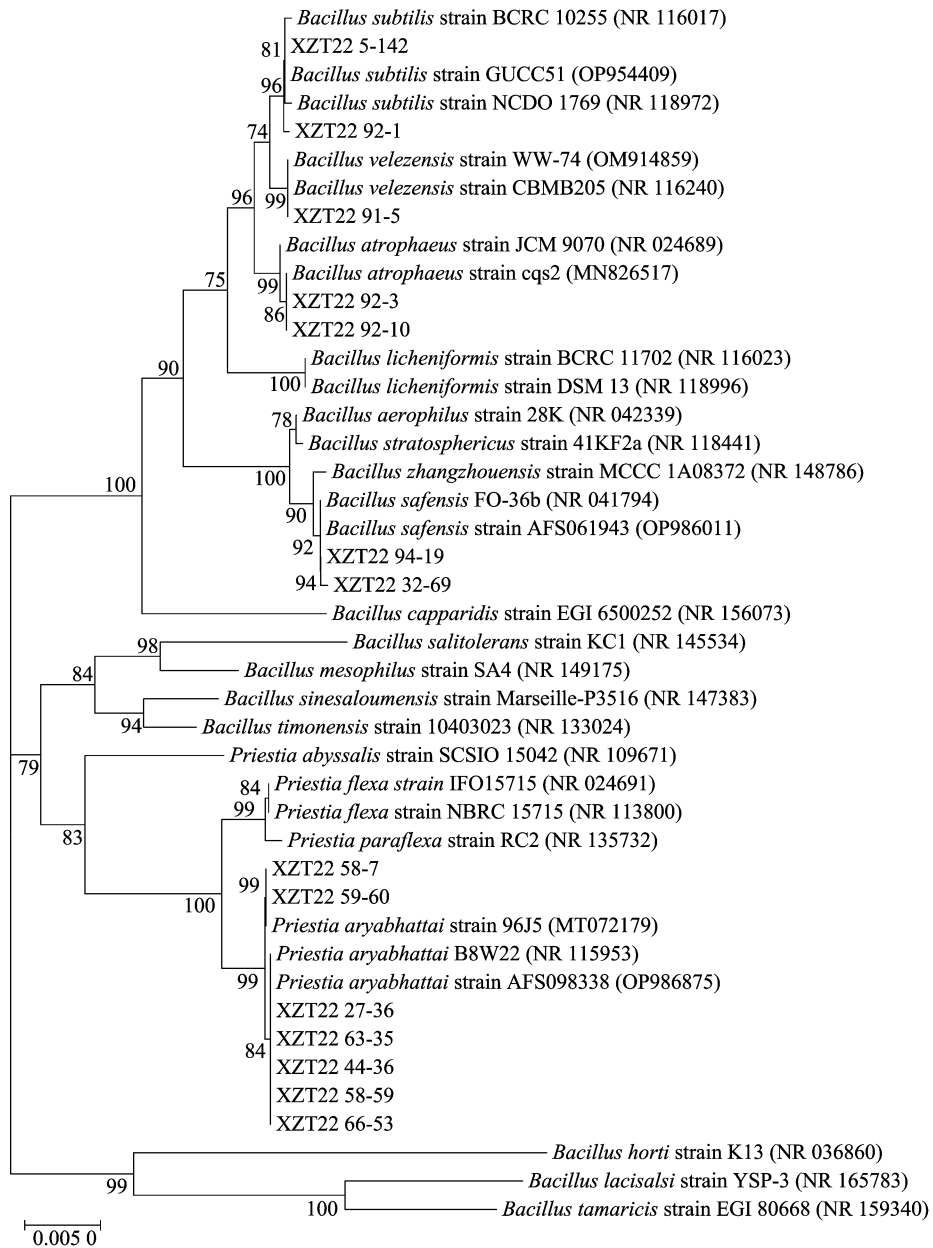 Bacillus subtilis strain BCRC 10255 (NR 116017)
81 XZT22 5-142
Bacillus subtilis strain GUCC51 (OP954409)
96
Bacillus subtilis strain NCDO 1769 (NR 118972)
74 XZT22 92-1
Bacillus velezensis strain WW-74 (OM914859)
Bacillus velezensis strain CBMB205 (NR 116240)
96 99
XZT22 91-5
Bacillus atrophaeus strain JCM 9070 (NR 024689)
Bacillus atrophaeus strain cqs2 (MN826517)
75 99
XZT22 92-3
86
XZT22 92-10
Bacillus licheniformis strain BCRC 11702 (NR 116023)
90
100 Bacillus licheniformis strain DSM 13 (NR 118996)
78 Bacillus aerophilus strain 28K (NR 042339)
Bacillus stratosphericus strain 41KF2a (NR 118441)
Bacillus zhangzhouensis strain MCCC 1A08372 (NR 148786)
100 100
Bacillus safensis FO-36b (NR 041794)
90
Bacillus safensis strain AFS061943 (OP986011)
92
XZT22 94-19
94 XZT22 32-69
Bacillus capparidis strain EGI 6500252 (NR 156073)
98 Bacillus salitolerans strain KC1 (NR 145534)
84 Bacillus mesophilus strain SA4 (NR 149175)
Bacillus sinesaloumensis strain Marseille-P3516 (NR 147383)
94 Bacillus timonensis strain 10403023 (NR 133024)
Priestia abyssalis strain SCSIO 15042 (NR 109671)
79
84 Priestia flexa strain IFO15715 (NR 024691)
99 Priestia flexa strain NBRC 15715 (NR 113800)
83 Priestia paraflexa strain RC2 (NR 135732)
XZT22 58-7
99
XZT22 59-60
100
Priestia aryabhattai strain 96J5 (MT072179)
Priestia aryabhattai B8W22 (NR 115953)
99 Priestia aryabhattai strain AFS098338 (OP986875)
XZT22 27-36
XZT22 63-35
84
XZT22 44-36
XZT22 58-59
XZT22 66-53
Bacillus horti strain K13 (NR 036860)
99 Bacillus lacisalsi strain YSP-3 (NR 165783)
100 Bacillus tamaricis strain EGI 80668 (NR 159340)
0.005 0